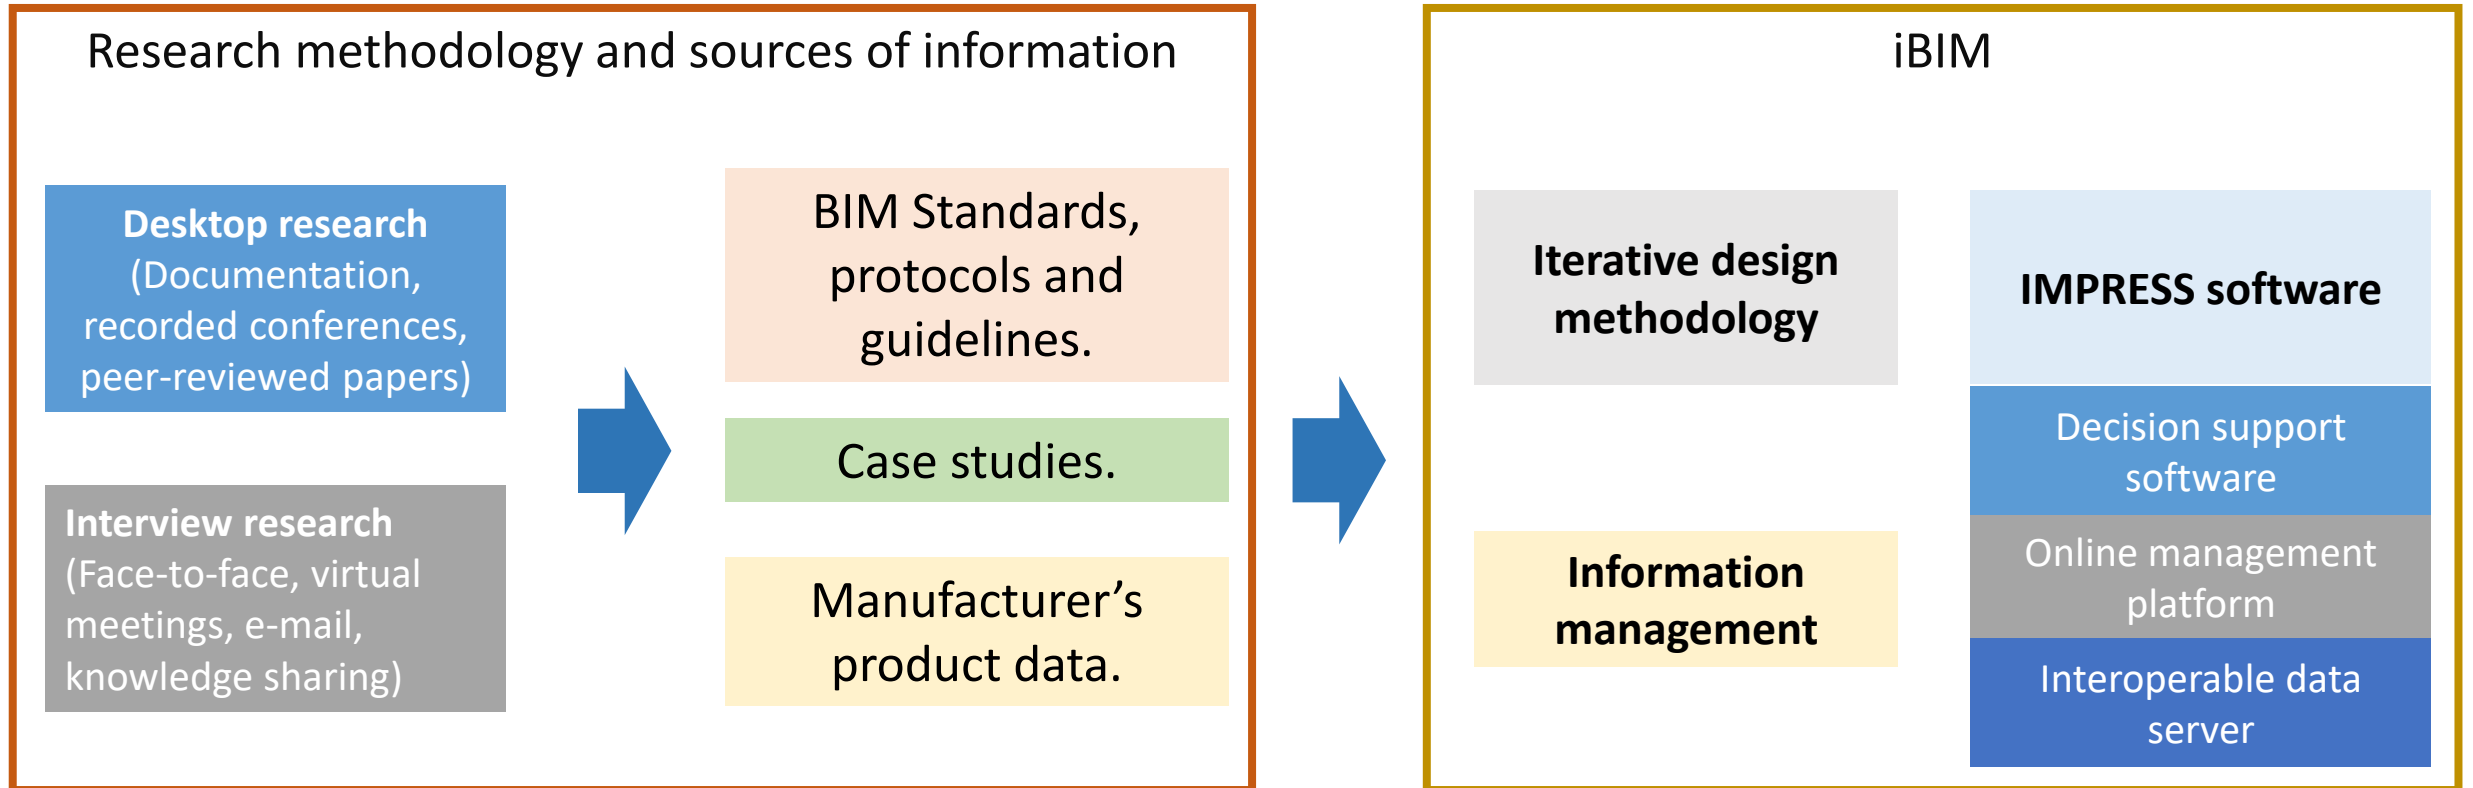 Research methodology and sources of information
Desktop research
(Documentation,
recorded conferences,
peer-reviewed papers)
Interview research
(Face-to-face, virtual
meetings, e-mail,
knowledge sharing)
BIM Standards,
protocols and
guidelines.
Case studies.
Manufacturer’s
product data.
iBIM
Iterative design
methodology
Information
management
IMPRESS software
Decision support
software
Online management
platform
Interoperable data
server